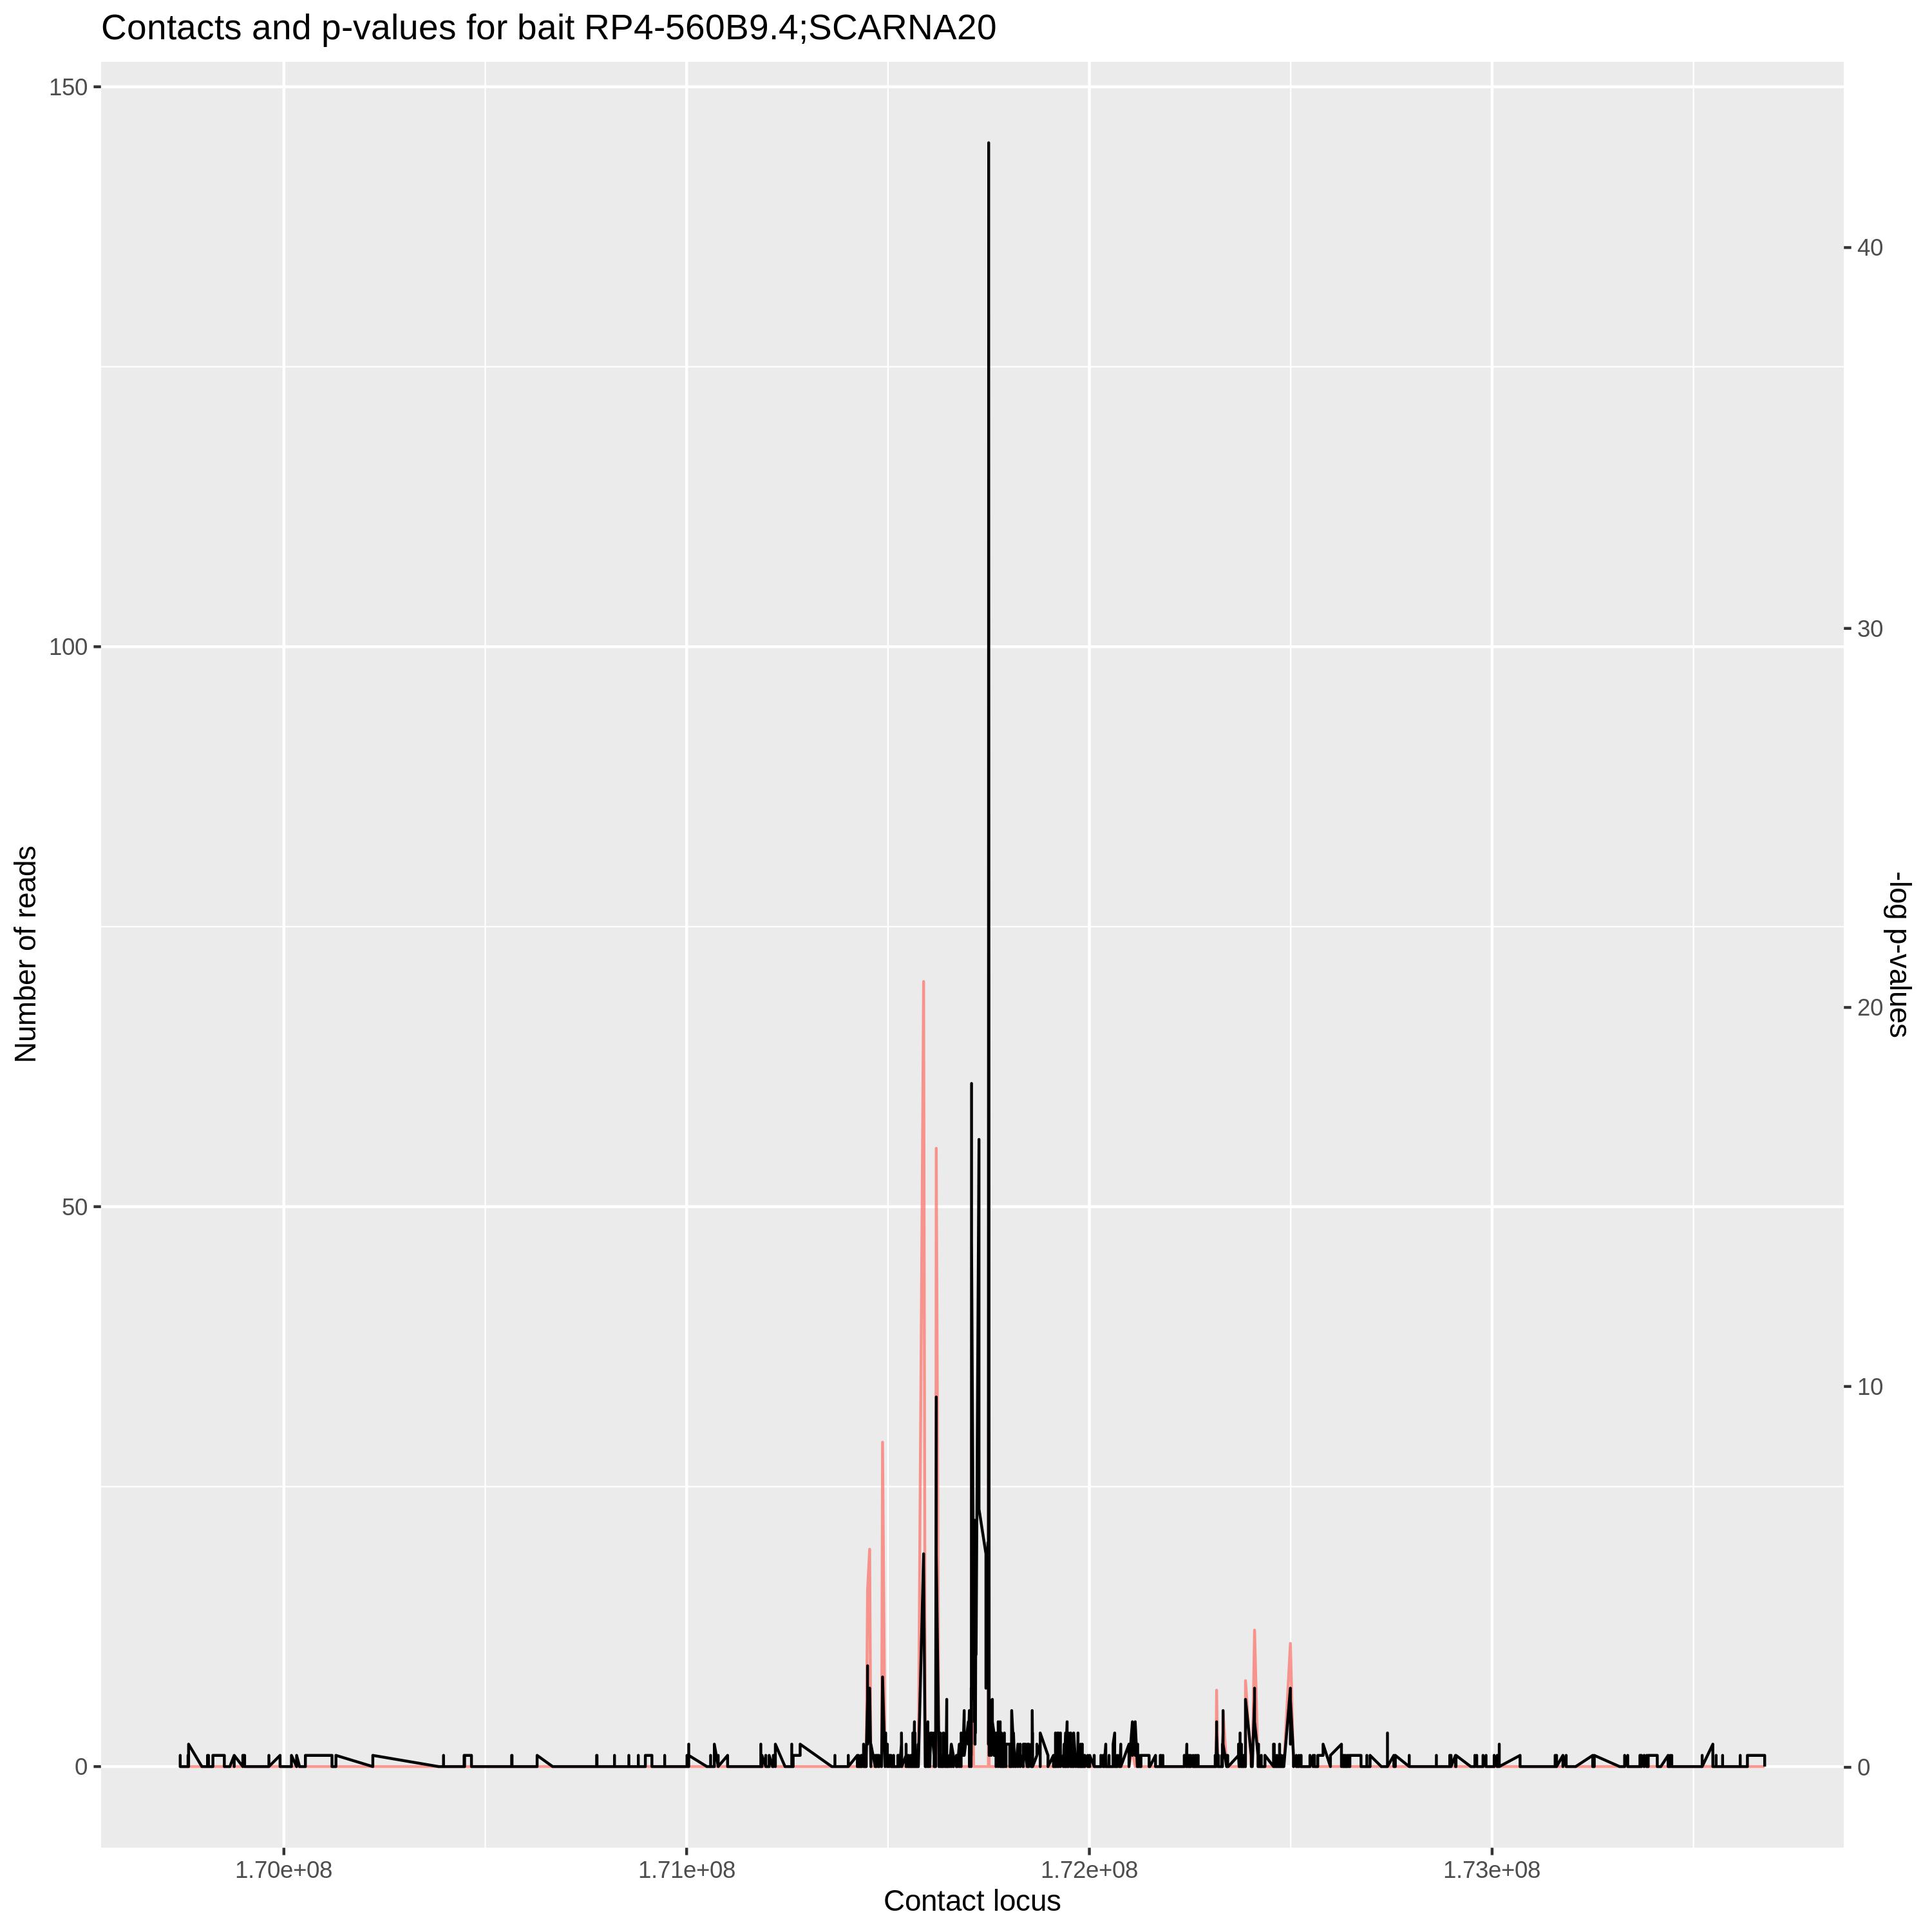 Contacts and p-values for bait RP4-560B9.4;SCARNA20
150
100
50
0
Number of reads
40
30
20
10
0
-log p-values
1.70e+08
1.71e+08
1.72e+08
1.73e+08
Contact locus